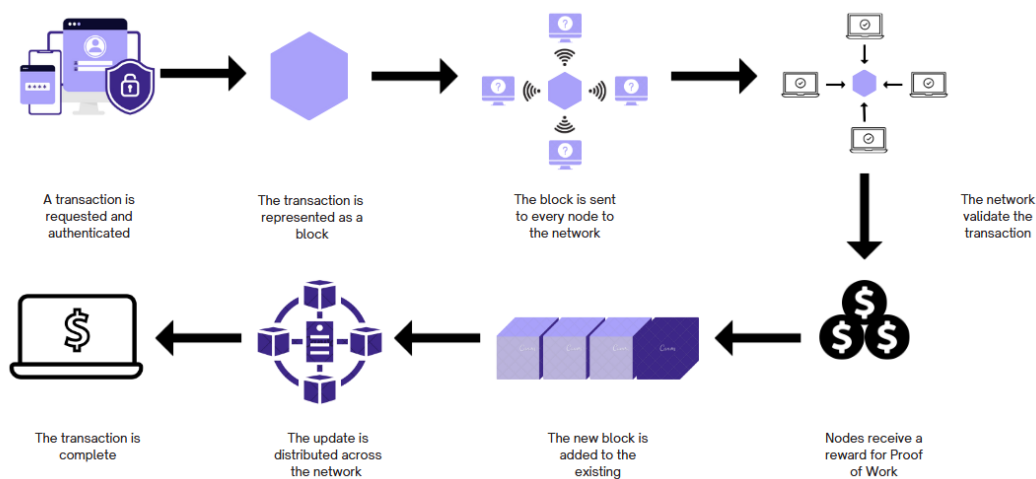 A transaction is
requested and
authenticated
The transaction is
represented as a
block
The block is sent
to every node to
the network
The network
validate the
transaction
Nodes receive a
reward for Proof
of Work
The new block is
added to the
existing
The update is
distributed across
the network
The transaction is
complete